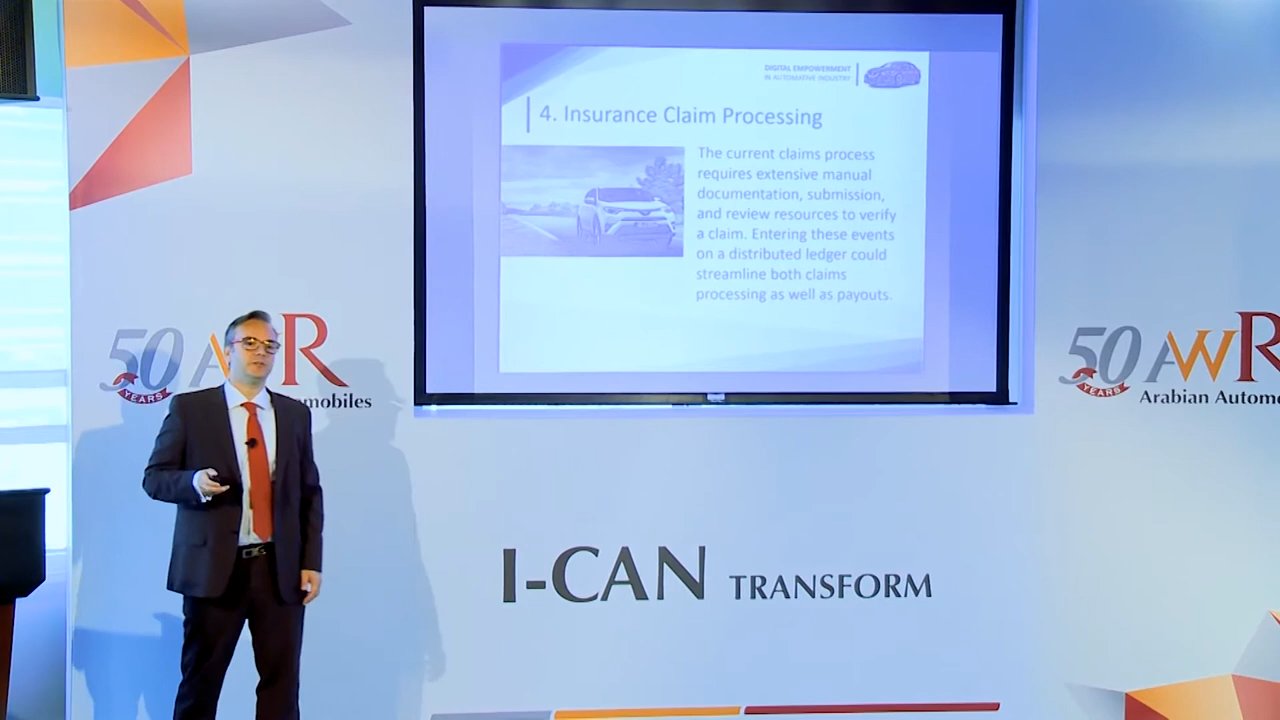 DIGITAL EMPOWERMENT
IN AUTOMATIVE INDUSTRY
4. Insurance Claim Processing
The current claims process
requires extensive manual
documentation, submission,
and review resources to verify
a claim. Entering these events
on a distributed ledger could
streamline both claims
processing as well as payouts.
50 AWR
YEARS
mobiles
50 AWR
YEARS
Arabian Autom
I-CAN TRANSFORM